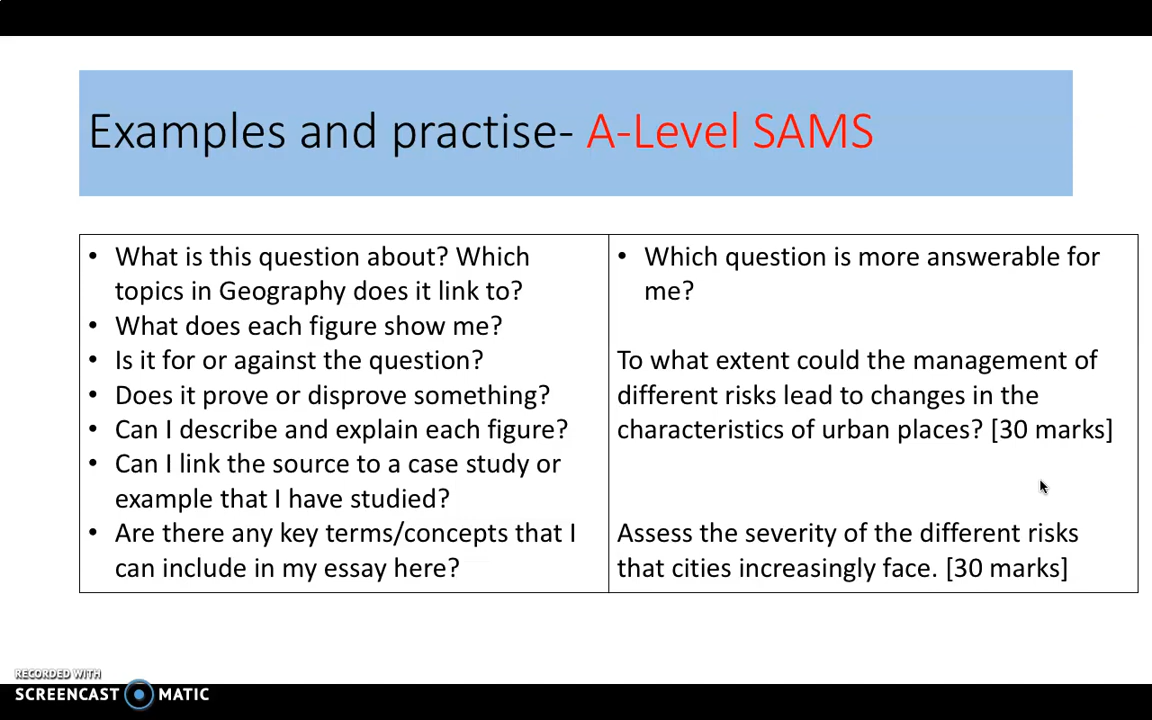 Examples and practise- A-Level SAMS
• What is this question about? Which
topics in Geography does it link to?
• What does each figure show me?
• Is it for or against the question?
• Does it prove or disprove something?
• Can I describe and explain each figure?
• Can I link the source to a case study or
example that I have studied?
• Are there any key terms/concepts that I
can include in my essay here?
• Which question is more answerable for
me?
To what extent could the management of
different risks lead to changes in the
characteristics of urban places? [30 marks]
Assess the severity of the different risks
that cities increasingly face. [30 marks]
RECORDED WITH
SCREENCAST MATIC